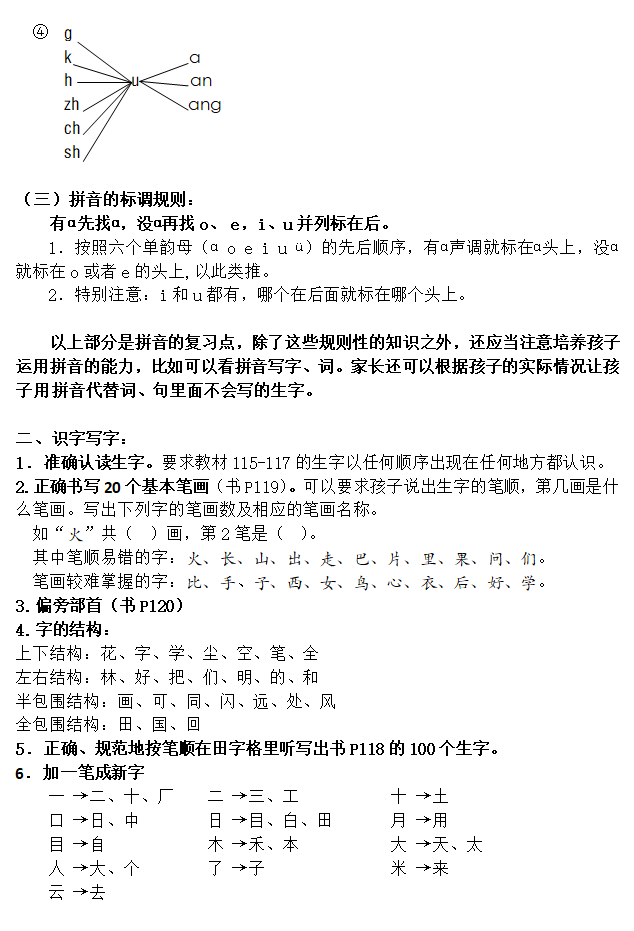 ④ g
k a
h u an
zh ang
ch
sh
（三）拼音的标调规则：
有ɑ先找ɑ，没ɑ再找 o、 e，i、u 并列标在后。
1．按照六个单韵母（ɑ o e i u ü）的先后顺序，有ɑ声调就标在ɑ头上，没ɑ
就标在 o 或者 e 的头上, 以此类推。
2．特别注意：i 和 u 都有，哪个在后面就标在哪个头上。
以上部分是拼音的复习点，除了这些规则性的知识之外，还应当注意培养孩子
运用拼音的能力，比如可以看拼音写字、词。家长还可以根据孩子的实际情况让孩
子用拼音代替词、句里面不会写的生字。
二、识字写字：
1．准确认读生字。要求教材 115-117 的生字以任何顺序出现在任何地方都认识。
2. 正确书写 20 个基本笔画（书 P119）。可以要求孩子说出生字的笔顺，第几画是什
么笔画。写出下列字的笔画数及相应的笔画名称。
如“火”共（ ）画，第 2 笔是（ ）。
其中笔顺易错的字：火、长、山、出、走、巴、片、里、果、问、们。
笔画较难掌握的字：比、手、子、西、女、鸟、心、衣、后、好、学。
3. 偏旁部首（书 P120）
4. 字的结构：
上下结构：花、字、学、尘、空、笔、全
左右结构：林、好、把、们、明、的、和
半包围结构：画、可、同、闪、远、处、风
全包围结构：田、国、回
5．正确、规范地按笔顺在田字格里听写出书 P118 的 100 个生字。
6．加一笔成新字
一 →二、十、厂 二 →三、工 十 →土
口 →日、中 日 →目、白、田 月 →用
目 →自 木 →禾、本 大 →天、太
人 →大、个 了 →子 米 →来
云 →去